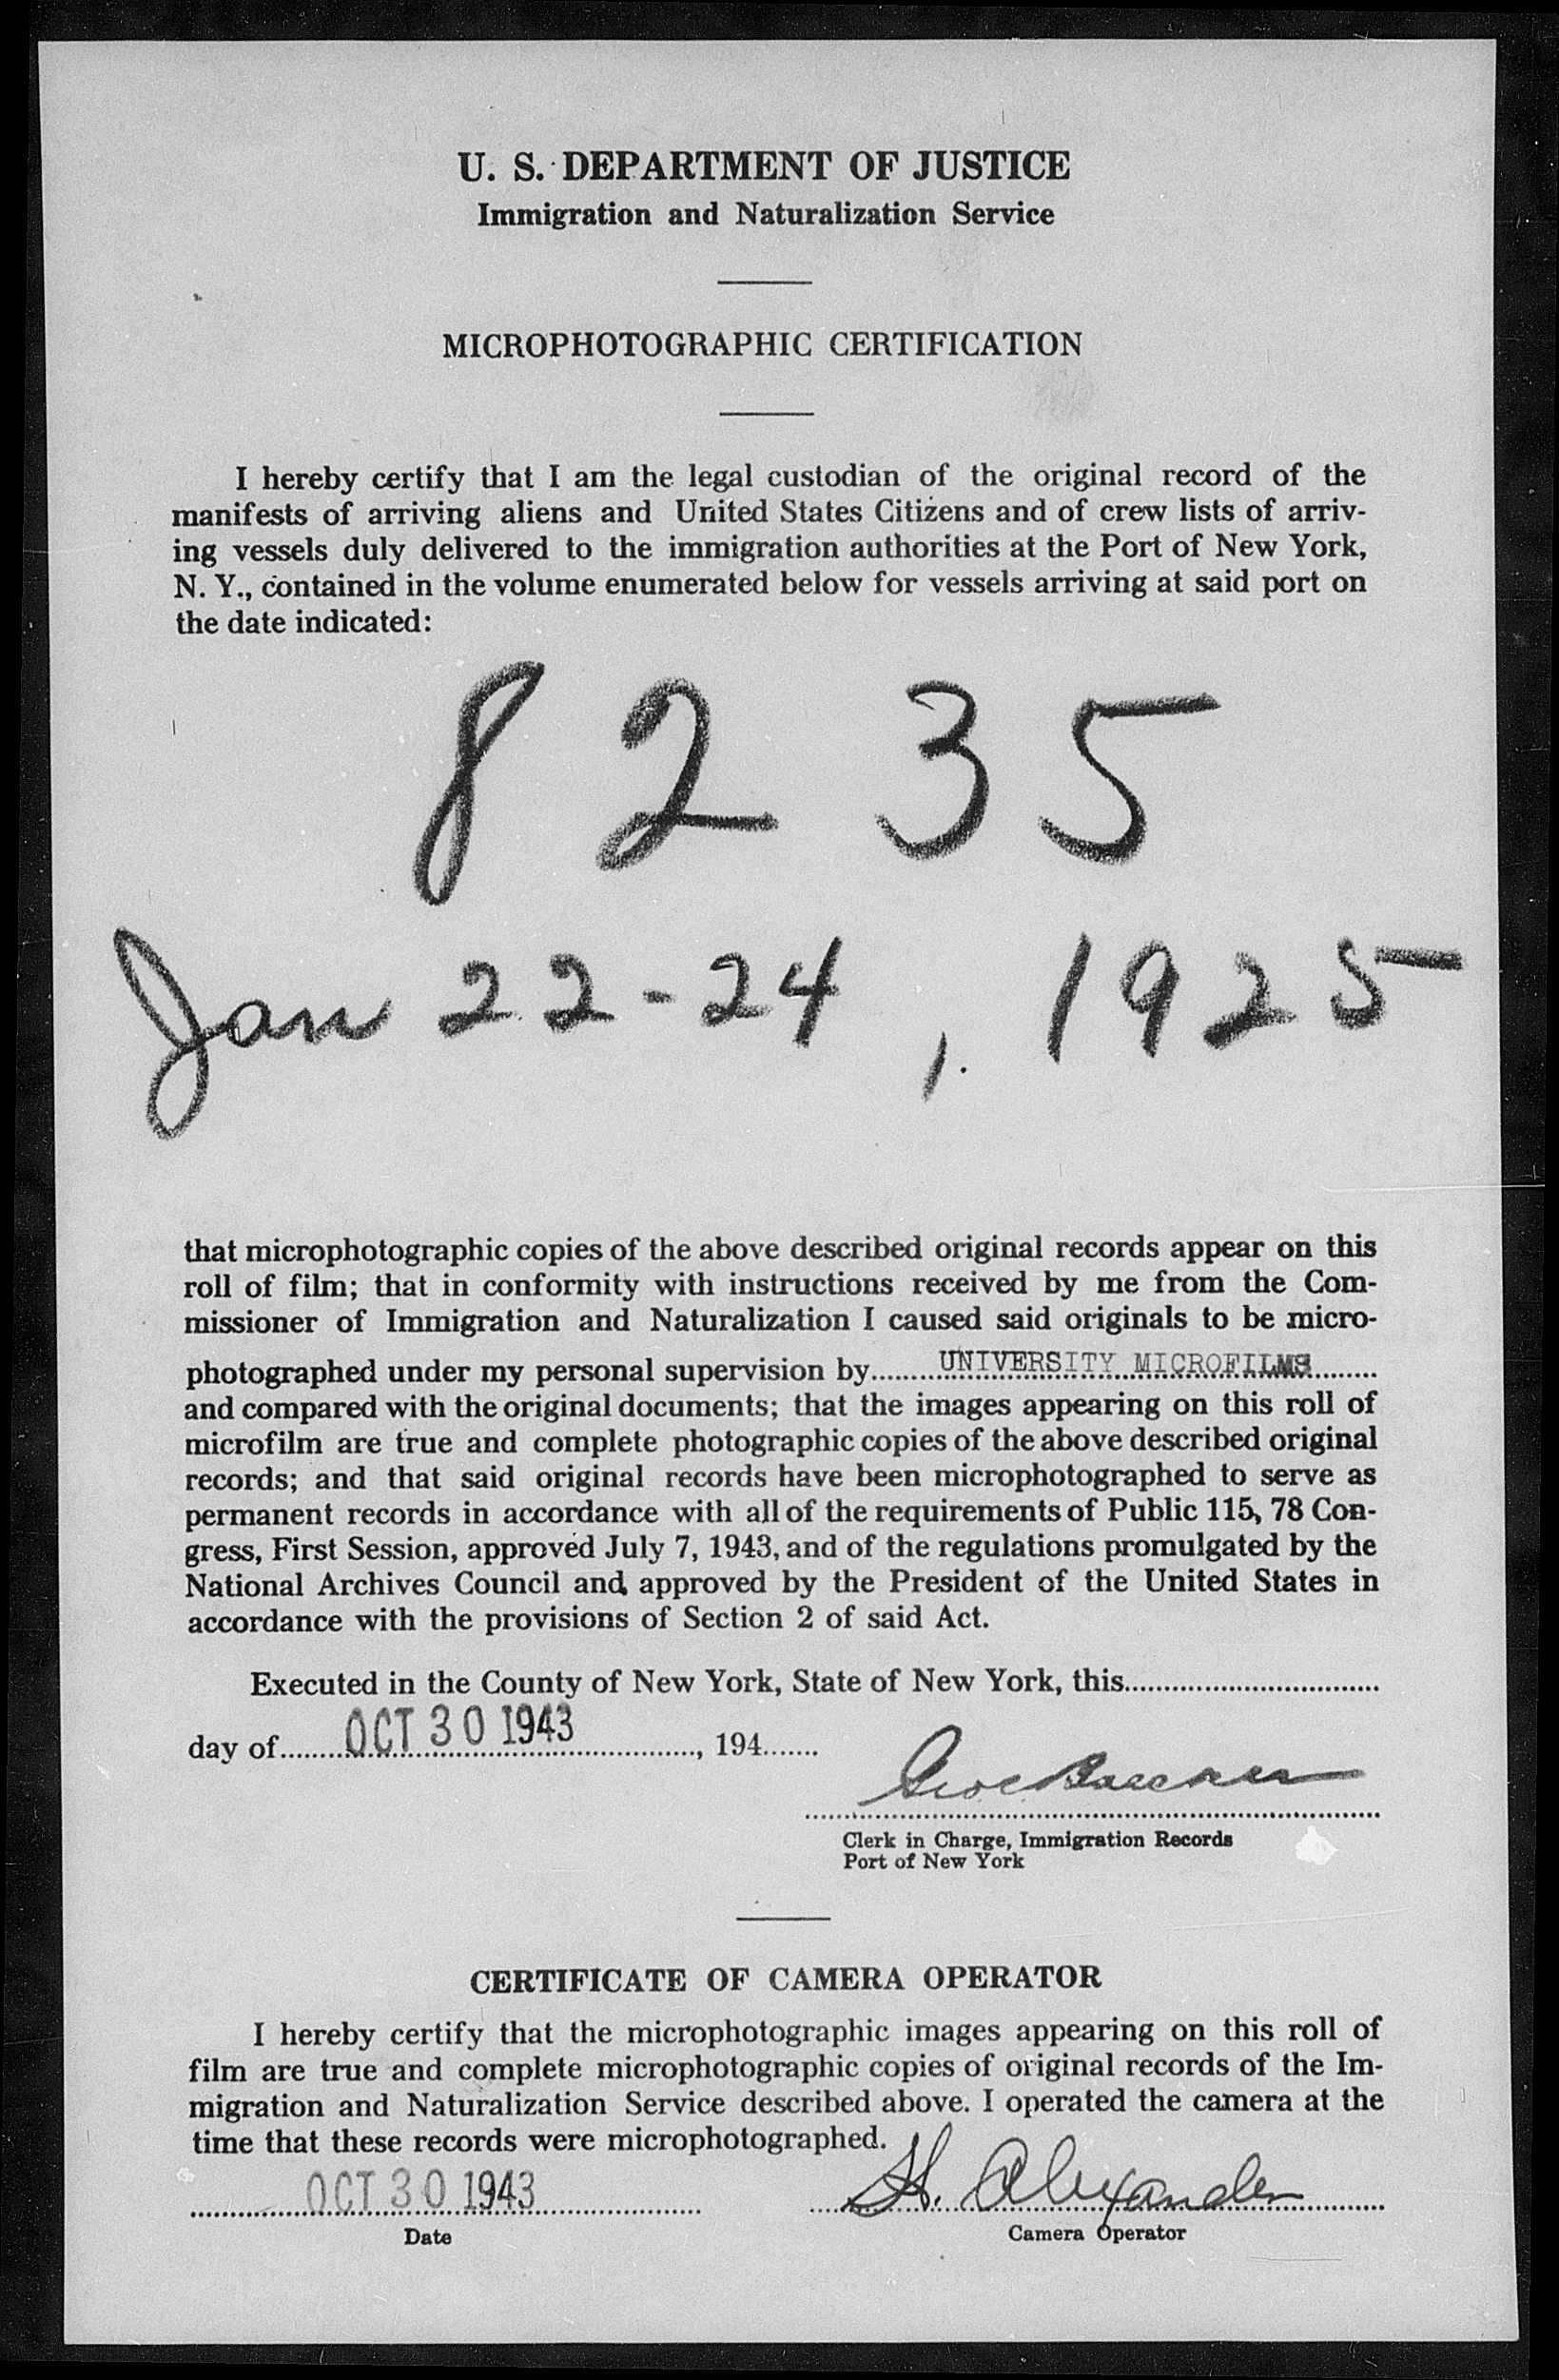 U. S. DEPARTMENT OF JUSTICE
Immigration and Naturalization Service
MICROPHOTOGRAPHIC CERTIFICATION
I hereby certify that I am the legal custodian of the original record of the
manifests of arriving aliens and United States Citizens and of crew lists of arriv-
ing vessels duly delivered to the immigration authorities at the Port of New York,
N. Y., contained in the volume enumerated below for vessels arriving at said port on
the date indicated:
8235
Jan 22-24, 1925
that microphotographic copies of the above described original records appear on this
roll of film; that in conformity with instructions received by me from the Com-
missioner of Immigration and Naturalization I caused said originals to be micro-
photographed under my personal supervision by UNIVERSITY MICROFILMS
and compared with the original documents; that the images appearing on this roll of
microfilm are true and complete photographic copies of the above described original
records; and that said original records have been microphotographed to serve as
permanent records in accordance with all of the requirements of Public 115, 78 Con-
gress, First Session, approved July 7, 1943, and of the regulations promulgated by the
National Archives Council and approved by the President of the United States in
accordance with the provisions of Section 2 of said Act.
Executed in the County of New York, State of New York, this
day of OCT 30 1943, 194
Clerk in Charge, Immigration Records
Port of New York
CERTIFICATE OF CAMERA OPERATOR
I hereby certify that the microphotographic images appearing on this roll of
film are true and complete microphotographic copies of original records of the Im-
migration and Naturalization Service described above. I operated the camera at the
time that these records were microphotographed.
OCT 30 1943 H. Alexander
Date Camera Operator